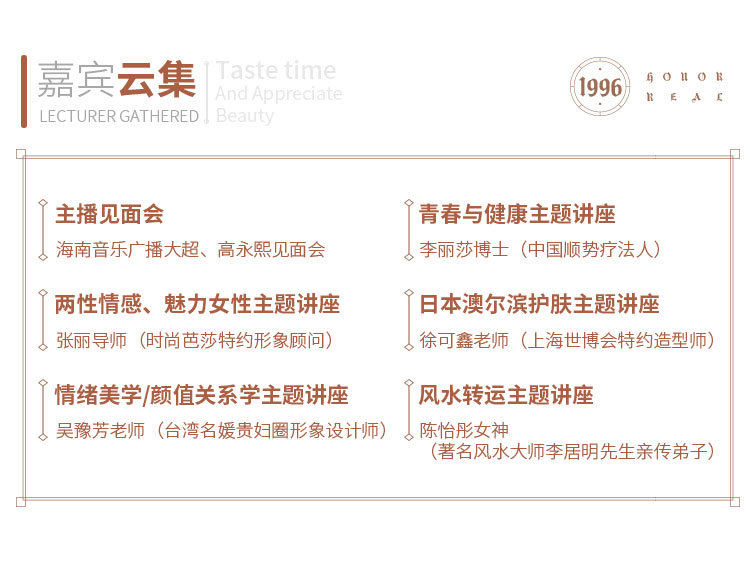 嘉宾云集
LECTURER GATHERED
Taste time
And Appreciate
Beauty
1996
HONOR
REAL
主播见面会
海南音乐广播大超、高永熙见面会
青春与健康主题讲座
李丽莎博士（中国顺势疗法人）
两性情感、魅力女性主题讲座
张丽导师（时尚芭莎特约形象顾问）
日本澳尔滨护肤主题讲座
徐可鑫老师（上海世博会特约造型师）
情绪美学/颜值关系学主题讲座
吴豫芳老师（台湾名媛贵妇圈形象设计师）
风水转运主题讲座
陈怡彤女神
（著名风水大师李居明先生亲传弟子）